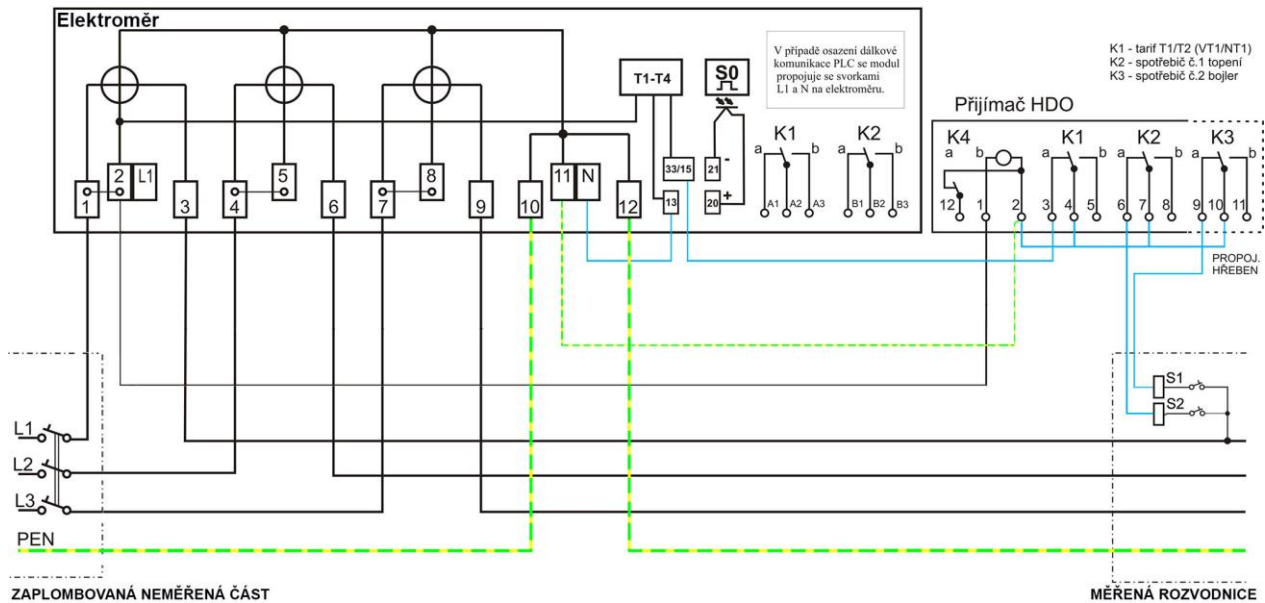 Elektroměr
V případě osazení dálkové
komunikace PLC se modul
propojuje se svorkami
L1 a N na elektroměru.
K1 - tarif T1/T2 (VT1/NT1)
K2 - spotřebič č.1 topení
K3 - spotřebič č.2 bojler
T1-T4
S0
Přijímač HDO
K1
K2
K4
K1
K2
K3
a b
a b
a b
a b
a b
a b
1 2 L1 3 4 5 6 7 8 9 10 11 N 12
33/15
13
21 -
20 +
A1 A2 A3
B1 B2 B3
12 1 2 3 4 5 6 7 8 9 10 11
PROPOJ.
HŘEBEN
S1
S2
L1
L2
L3
PEN
ZAPLOMBOVANÁ NEMĚŘENÁ ČÁST
MĚŘENÁ ROZVODNICE